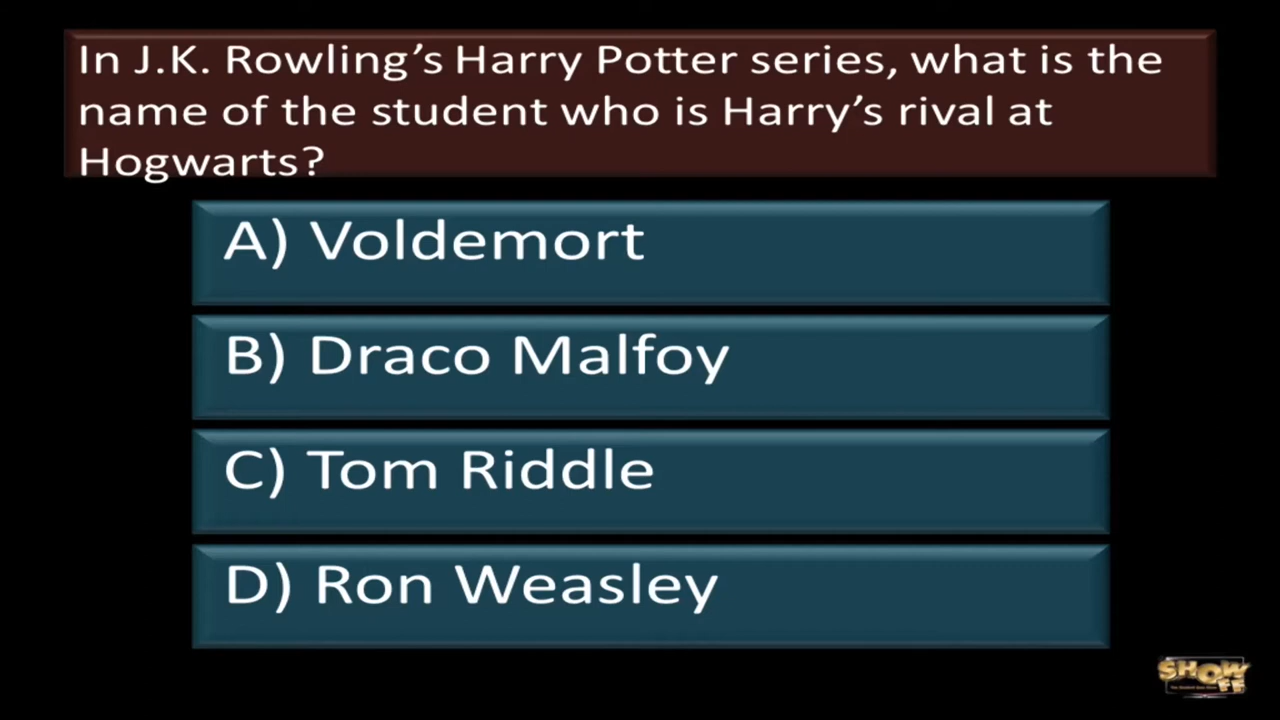 In J.K. Rowling’s Harry Potter series, what is the
name of the student who is Harry’s rival at
Hogwarts?
A) Voldemort
B) Draco Malfoy
C) Tom Riddle
D) Ron Weasley
SHOW
FF